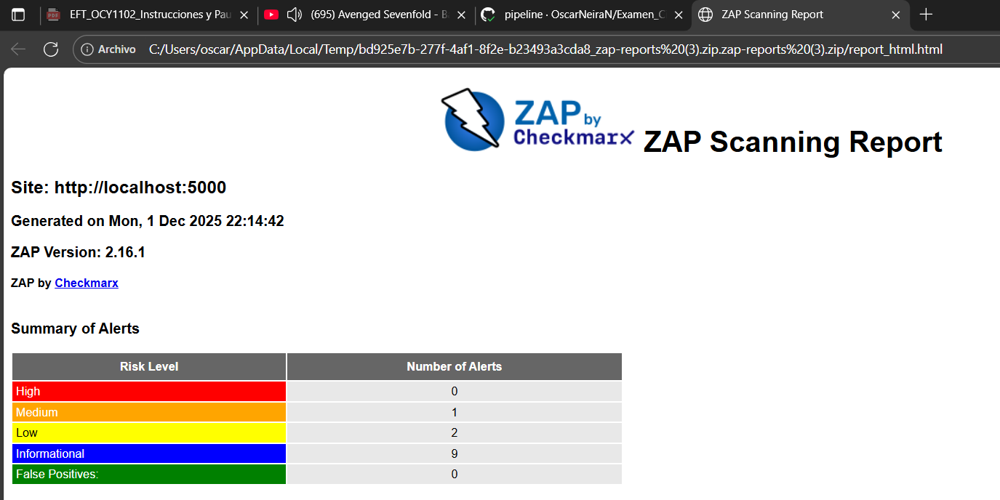 EFT_OCY1102_Instrucciones y Pau
(695) Avenged Sevenfold - B
pipeline · OscarNeiraN/Examen_C
ZAP Scanning Report
Archivo C:/Users/oscar/AppData/Local/Temp/bd925e7b-277f-4af1-8f2e-b23493a3cda8_zap-reports%20(3).zip.zap-reports%20(3).zip/report_html.html
ZAP by
Checkmarx ZAP Scanning Report
Site: http://localhost:5000
Generated on Mon, 1 Dec 2025 22:14:42
ZAP Version: 2.16.1
ZAP by Checkmarx
Summary of Alerts
Risk Level Number of Alerts
High 0
Medium 1
Low 2
Informational 9
False Positives: 0